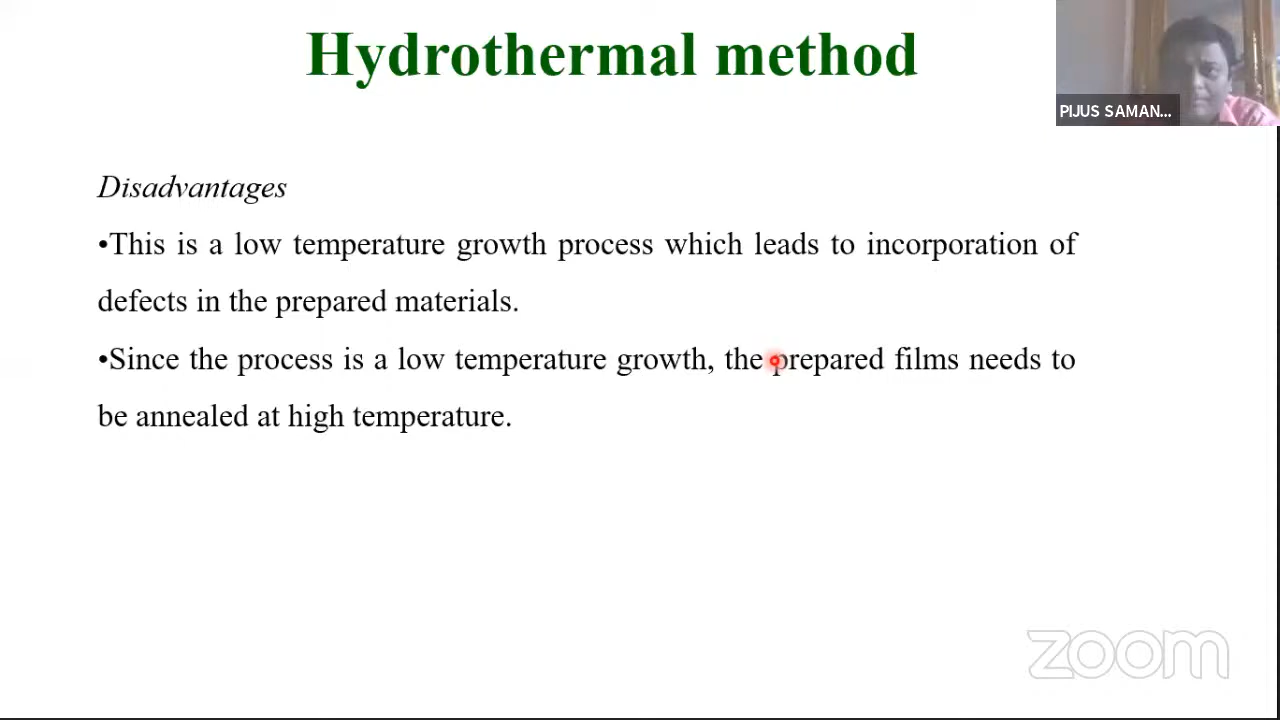 Hydrothermal method
PIJUS SAMAN...
Disadvantages
•This is a low temperature growth process which leads to incorporation of
defects in the prepared materials.
•Since the process is a low temperature growth, the prepared films needs to
be annealed at high temperature.
zoom